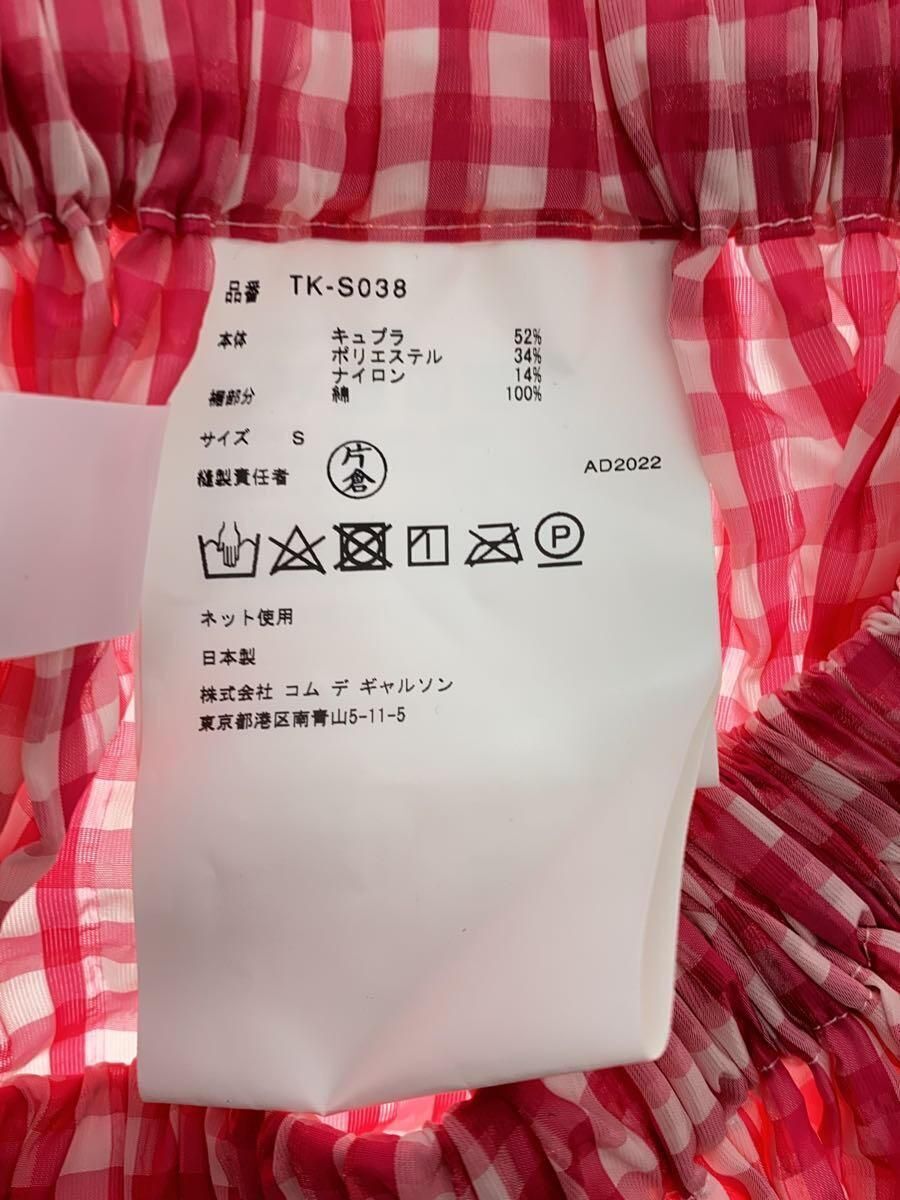 品番 TK-S038
本体 キュプラ 52%
ポリエステル 34%
ナイロン 14%
裾部分 綿 100%
サイズ S
縫製責任者 片倉 AD2022
P
ネット使用
日本製
株式会社 コム デ ギャルソン
東京都港区南青山5-11-5